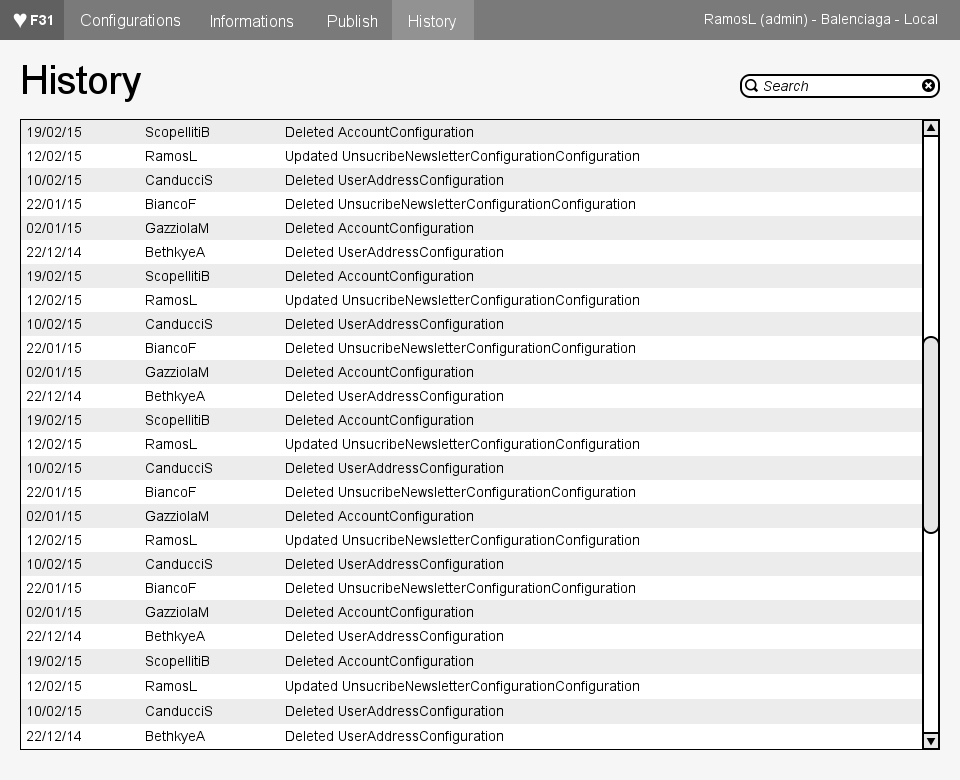 ♥ F31 Configurations Informations Publish History RamosL (admin) - Balenciaga - Local
History
Search
19/02/15 ScopellitiB Deleted AccountConfiguration
12/02/15 RamosL Updated UnsucribeNewsletterConfigurationConfiguration
10/02/15 CanducciS Deleted UserAddressConfiguration
22/01/15 BiancoF Deleted UnsucribeNewsletterConfigurationConfiguration
02/01/15 GazziolaM Deleted AccountConfiguration
22/12/14 BethkyeA Deleted UserAddressConfiguration
19/02/15 ScopellitiB Deleted AccountConfiguration
12/02/15 RamosL Updated UnsucribeNewsletterConfigurationConfiguration
10/02/15 CanducciS Deleted UserAddressConfiguration
22/01/15 BiancoF Deleted UnsucribeNewsletterConfigurationConfiguration
02/01/15 GazziolaM Deleted AccountConfiguration
22/12/14 BethkyeA Deleted UserAddressConfiguration
19/02/15 ScopellitiB Deleted AccountConfiguration
12/02/15 RamosL Updated UnsucribeNewsletterConfigurationConfiguration
10/02/15 CanducciS Deleted UserAddressConfiguration
22/01/15 BiancoF Deleted UnsucribeNewsletterConfigurationConfiguration
02/01/15 GazziolaM Deleted AccountConfiguration
12/02/15 RamosL Updated UnsucribeNewsletterConfigurationConfiguration
10/02/15 CanducciS Deleted UserAddressConfiguration
22/01/15 BiancoF Deleted UnsucribeNewsletterConfigurationConfiguration
02/01/15 GazziolaM Deleted AccountConfiguration
22/12/14 BethkyeA Deleted UserAddressConfiguration
19/02/15 ScopellitiB Deleted AccountConfiguration
12/02/15 RamosL Updated UnsucribeNewsletterConfigurationConfiguration
10/02/15 CanducciS Deleted UserAddressConfiguration
22/12/14 BethkyeA Deleted UserAddressConfiguration